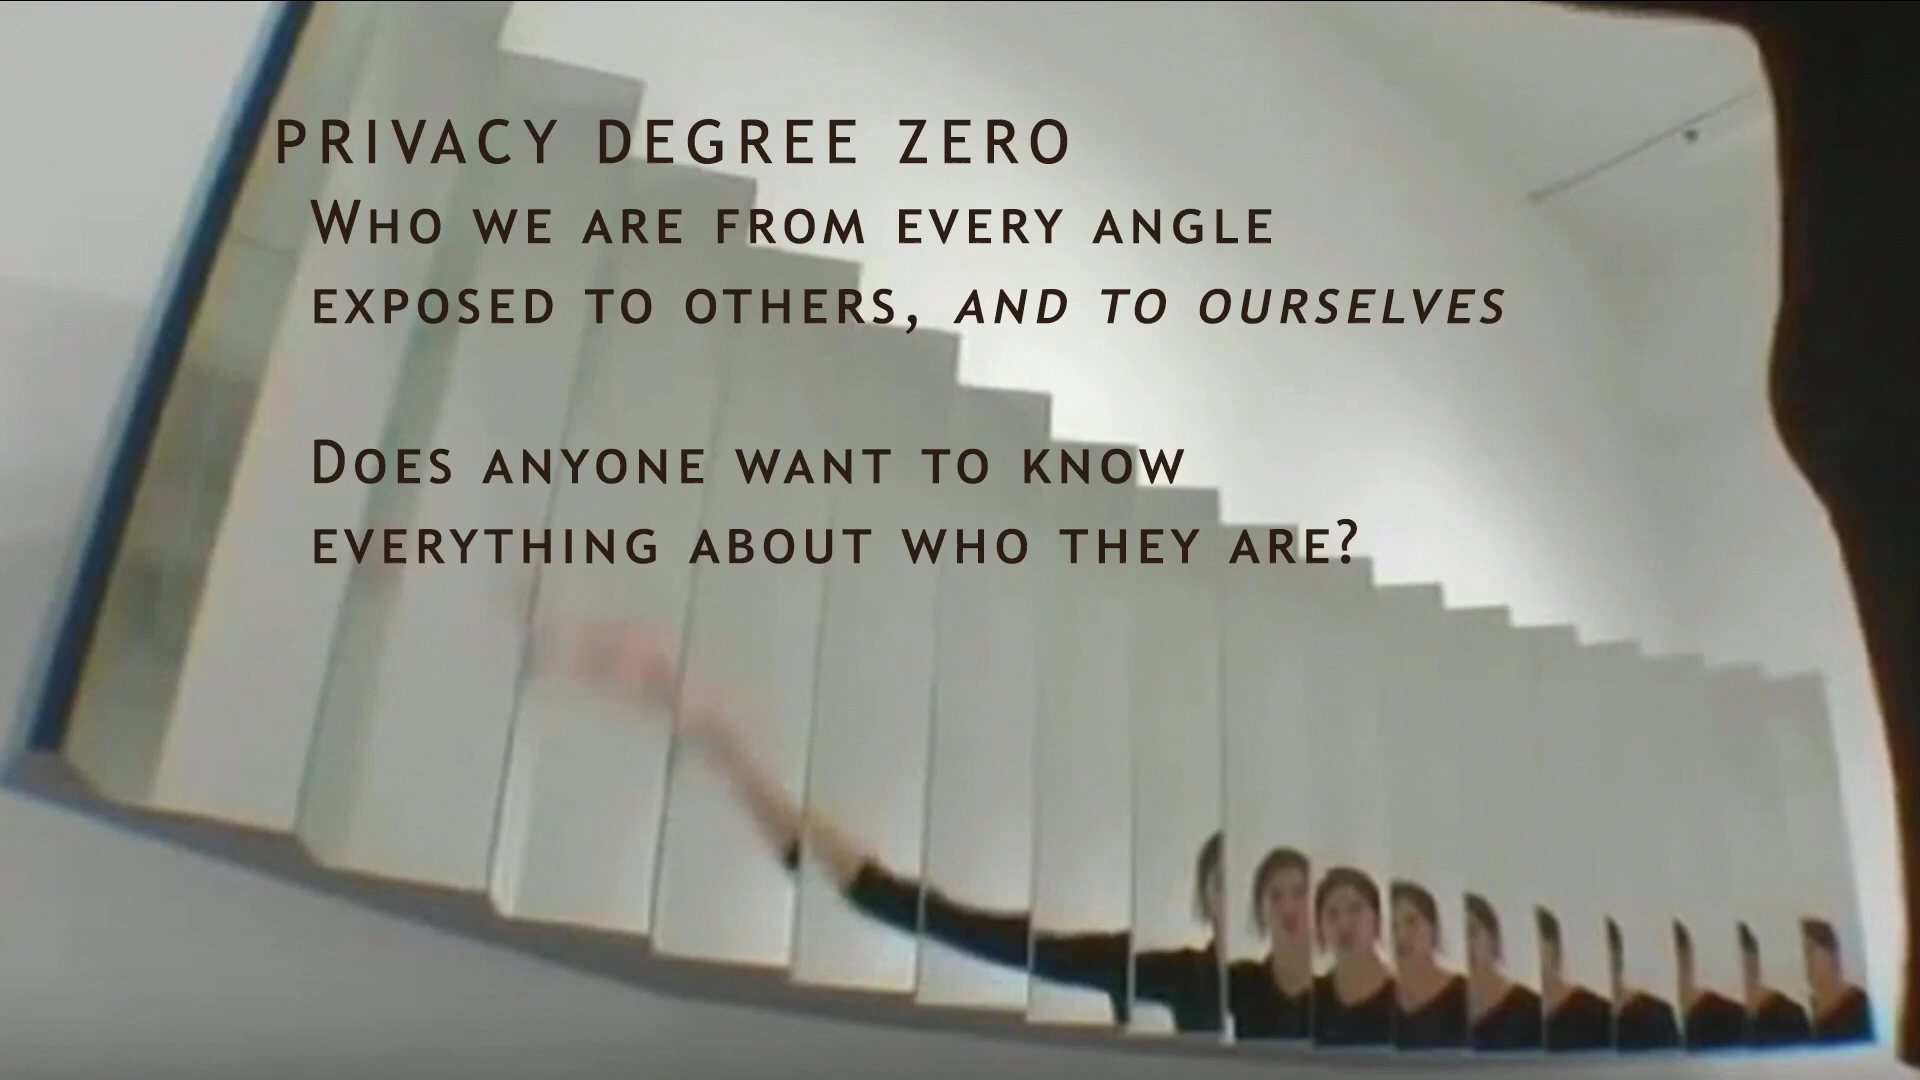 PRIVACY DEGREE ZERO
WHO WE ARE FROM EVERY ANGLE
EXPOSED TO OTHERS, AND TO OURSELVES
DOES ANYONE WANT TO KNOW
EVERYTHING ABOUT WHO THEY ARE?